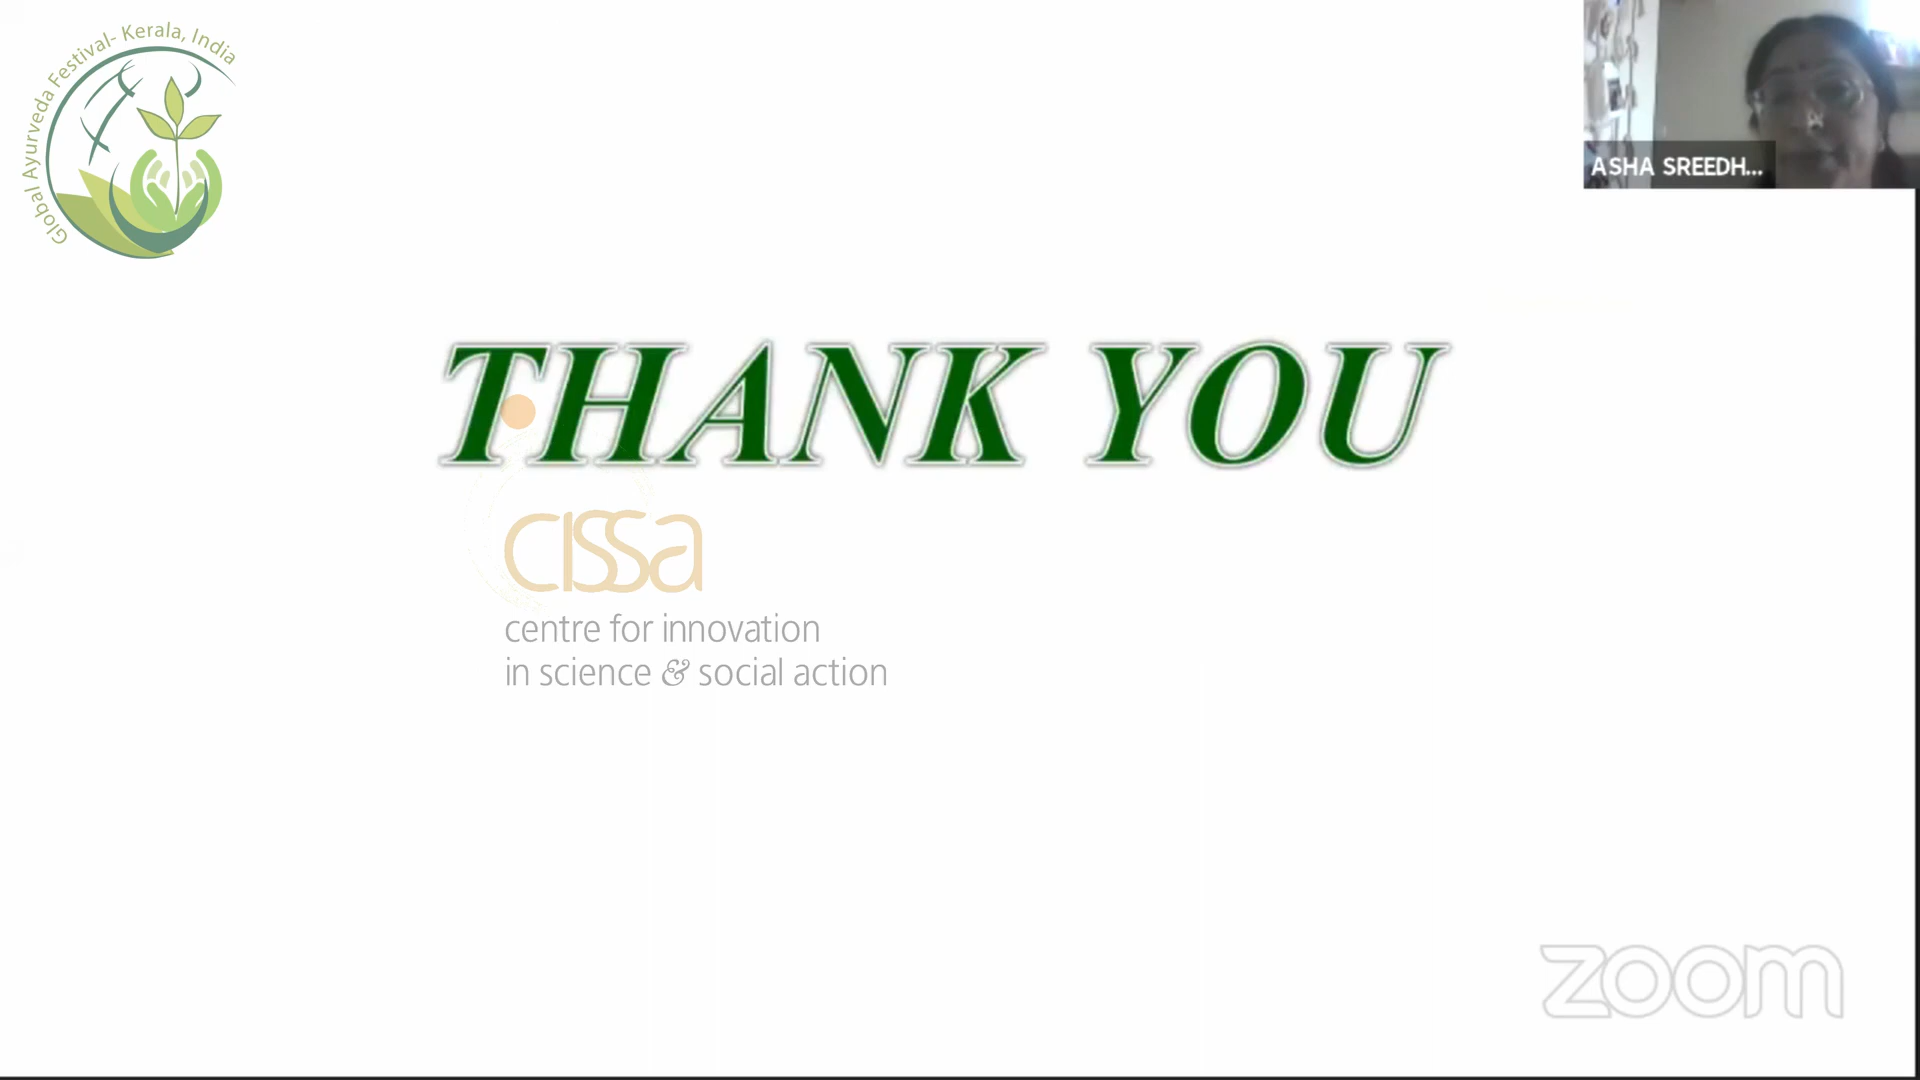 Global Ayurveda Festival- Kerala, India
ASHA SREEDH...
THANK YOU
cissa
centre for innovation
in science & social action
zoom